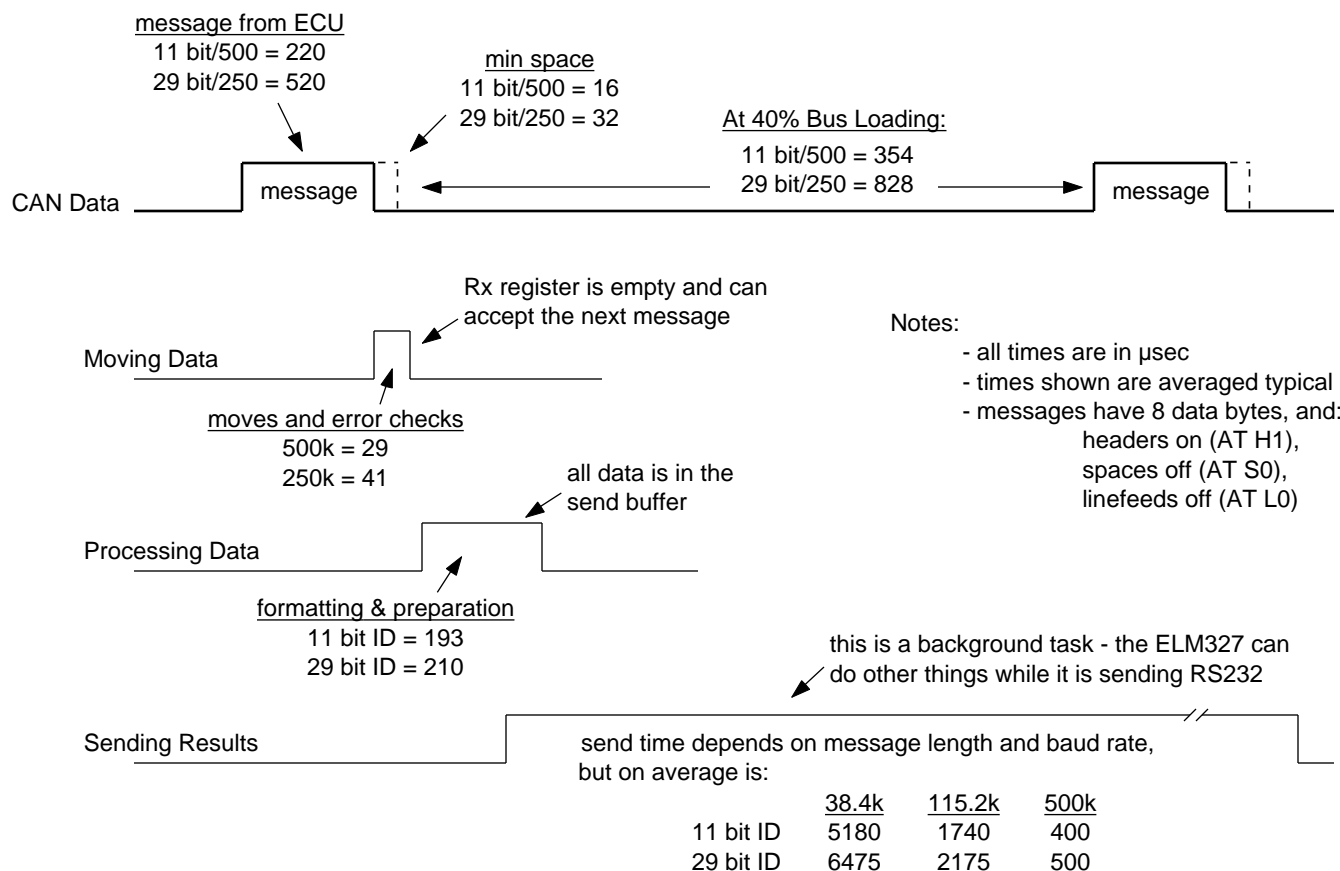 message from ECU
11 bit/500 = 220
29 bit/250 = 520
min space
11 bit/500 = 16
29 bit/250 = 32
At 40% Bus Loading:
11 bit/500 = 354
29 bit/250 = 828
CAN Data
message
message
Rx register is empty and can
accept the next message
Moving Data
moves and error checks
500k = 29
250k = 41
Notes:
- all times are in µsec
- times shown are averaged typical
- messages have 8 data bytes, and:
headers on (AT H1),
spaces off (AT S0),
linefeeds off (AT L0)
all data is in the
send buffer
Processing Data
formatting & preparation
11 bit ID = 193
29 bit ID = 210
this is a background task - the ELM327 can
do other things while it is sending RS232
Sending Results
send time depends on message length and baud rate,
but on average is:
38.4k 115.2k 500k
11 bit ID 5180 1740 400
29 bit ID 6475 2175 500